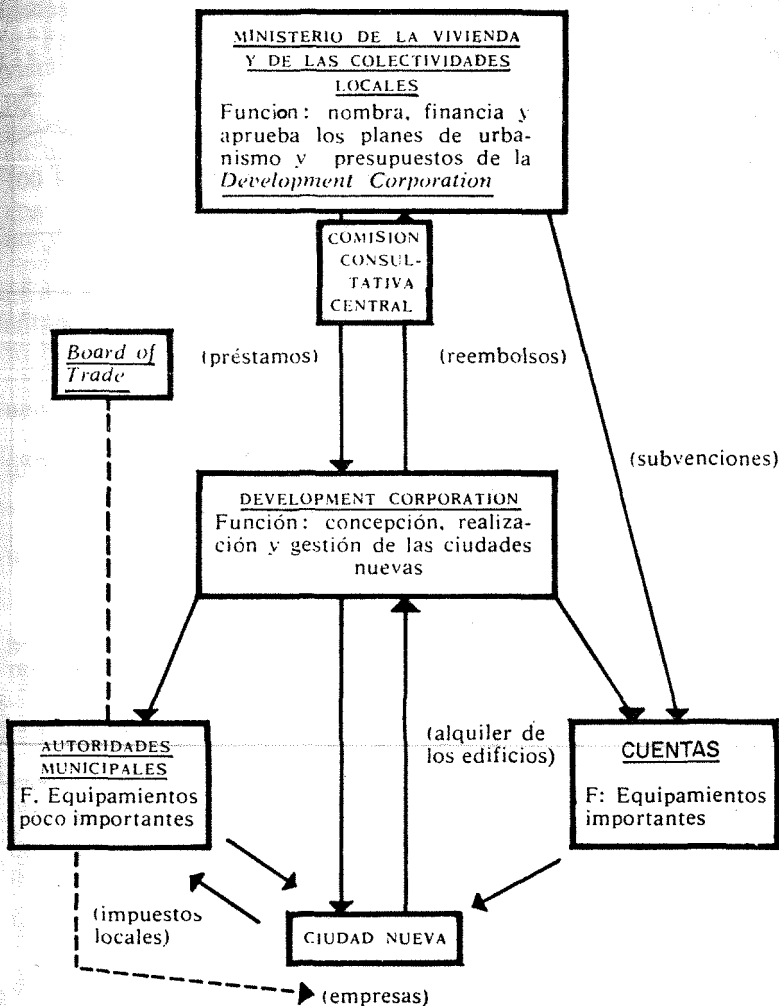 MINISTERIO DE LA VIVIENDA
Y DE LAS COLECTIVIDADES
LOCALES
Funcion: nombra, financia y
aprueba los planes de urba-
nismo y presupuestos de la
Development Corporation
COMISION
CONSUL-
TATIVA
CENTRAL
Board of
Trade
(préstamos)
(reembolsos)
(subvenciones)
DEVELOPMENT CORPORATION
Función: concepción, realiza-
ción y gestión de las ciudades
nuevas
AUTORIDADES
MUNICIPALES
F. Equipamientos
poco importantes
(alquiler de
los edificios)
CUENTAS
F: Equipamientos
importantes
(impuestos
locales)
CIUDAD NUEVA
(empresas)